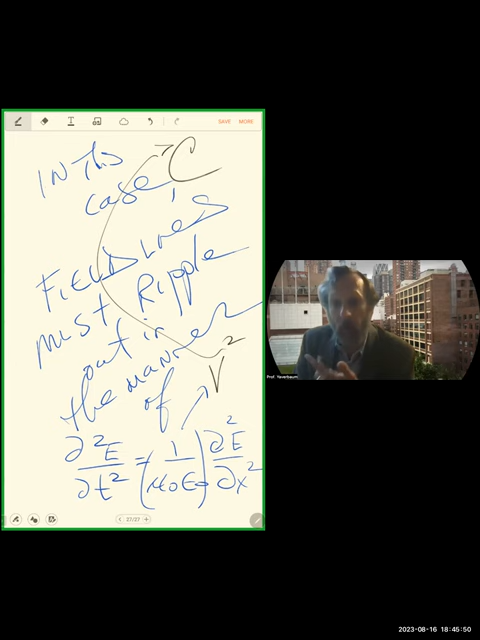 SAVE MORE
IN this C
case,
FIELD Lines
must Ripple
out in
the manner v²
of
∂²E/∂t² = (1/μ₀ε₀) ∂²E/∂x²
27/27
Prof. Yaverbaum
2023-08-16 18:45:50